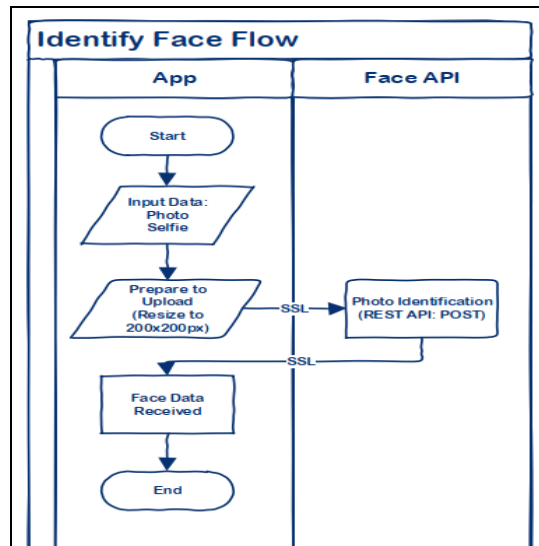 Identify Face Flow
App
Face API
Start
Input Data:
Photo
Selfie
Prepare to
Upload
(Resize to
200x200px)
SSL
Photo Identification
(REST API: POST)
SSL
Face Data
Received
End